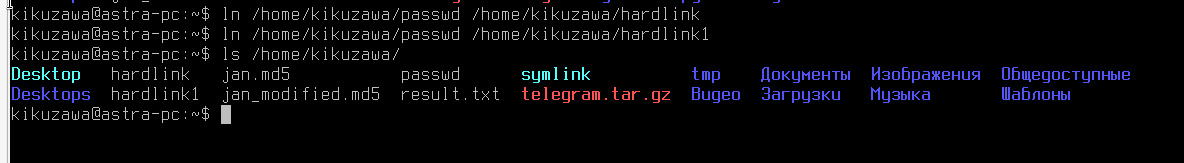 kikuzawa@astra-pc:~$ ln /home/kikuzawa/passwd /home/kikuzawa/hardlink
kikuzawa@astra-pc:~$ ln /home/kikuzawa/passwd /home/kikuzawa/hardlink1
kikuzawa@astra-pc:~$ ls /home/kikuzawa/
Desktop hardlink jan.md5 passwd symlink tmp Документы Изображения Общедоступные
Desktops hardlink1 jan_modified.md5 result.txt telegram.tar.gz Видео Загрузки Музыка Шаблоны
kikuzawa@astra-pc:~$